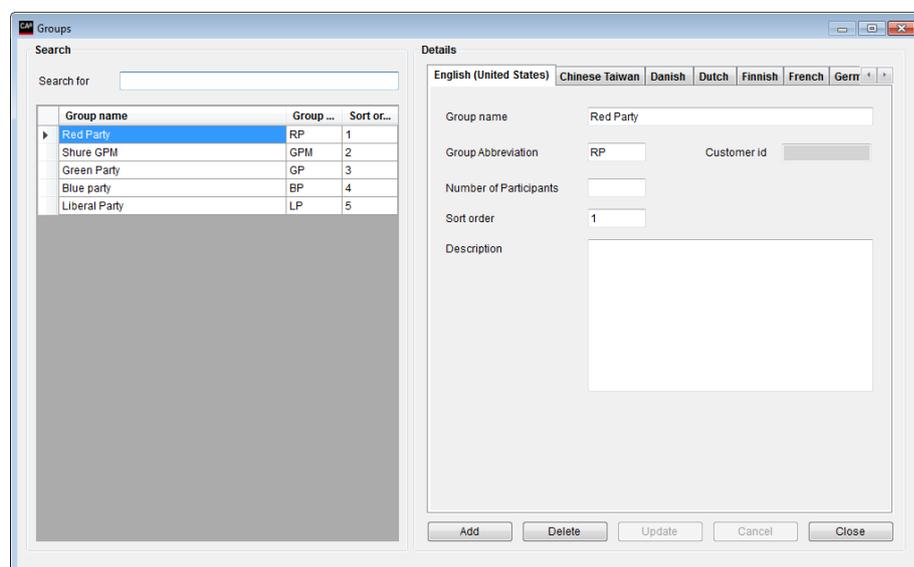 CAA Groups
Search
Search for
Group name Group ... Sort or...
Red Party RP 1
Shure GPM GPM 2
Green Party GP 3
Blue party BP 4
Liberal Party LP 5
Details
English (United States) Chinese Taiwan Danish Dutch Finnish French Germ
Group name Red Party
Group Abbreviation RP Customer id
Number of Participants
Sort order 1
Description
Add Delete Update Cancel Close